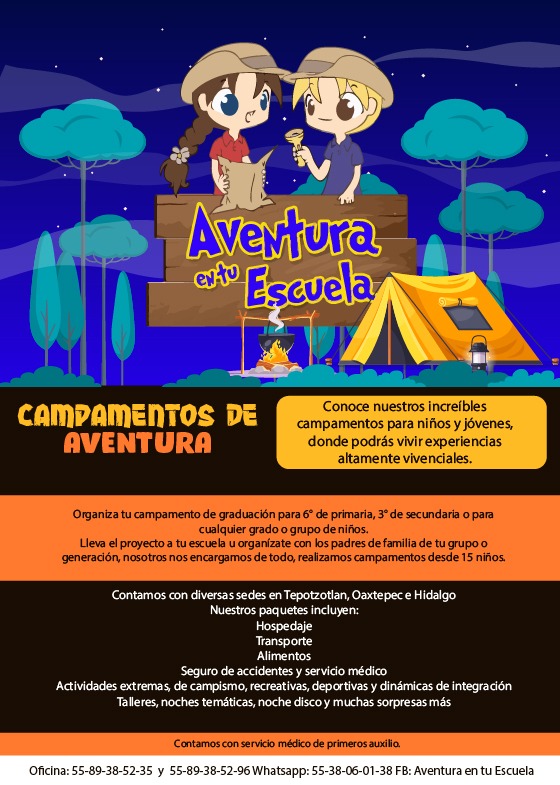 Aventura
en tu
Escuela
CAMPAMENTOS DE
AVENTURA
Conoce nuestros increíbles
campamentos para niños y jóvenes,
donde podrás vivir experiencias
altamente vivenciales.
Organiza tu campamento de graduación para 6° de primaria, 3° de secundaria o para
cualquier grado o grupo de niños.
Lleva el proyecto a tu escuela u organízate con los padres de familia de tu grupo o
generación, nosotros nos encargamos de todo, realizamos campamentos desde 15 niños.
Contamos con diversas sedes en Tepotzotlan, Oaxtepec e Hidalgo
Nuestros paquetes incluyen:
Hospedaje
Transporte
Alimentos
Seguro de accidentes y servicio médico
Actividades extremas, de campismo, recreativas, deportivas y dinámicas de integración
Talleres, noches temáticas, noche disco y muchas sorpresas más
Contamos con servicio médico de primeros auxilio.
Oficina: 55-89-38-52-35 y 55-89-38-52-96 Whatsapp: 55-38-06-01-38 FB: Aventura en tu Escuela